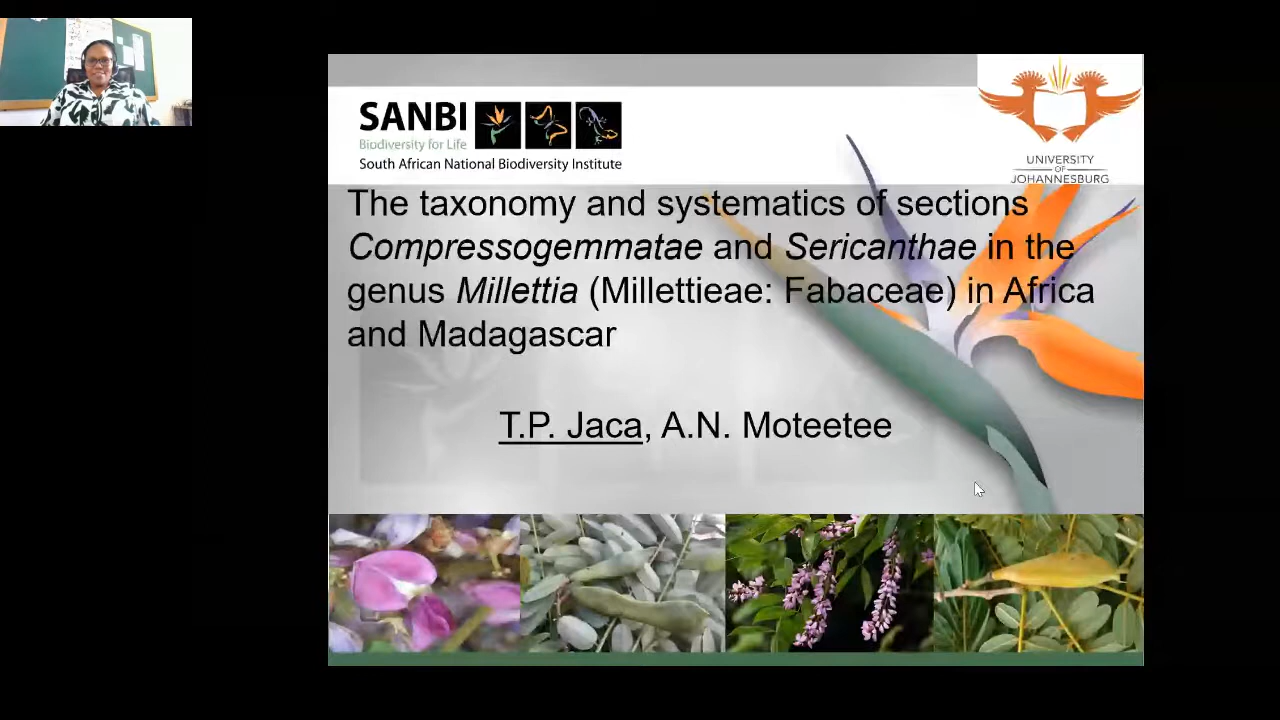 SANBI
Biodiversity for Life
South African National Biodiversity Institute
UNIVERSITY
OF
JOHANNESBURG
The taxonomy and systematics of sections
Compressogemmatae and Sericanthae in the
genus Millettia (Millettieae: Fabaceae) in Africa
and Madagascar
T.P. Jaca, A.N. Moteetee